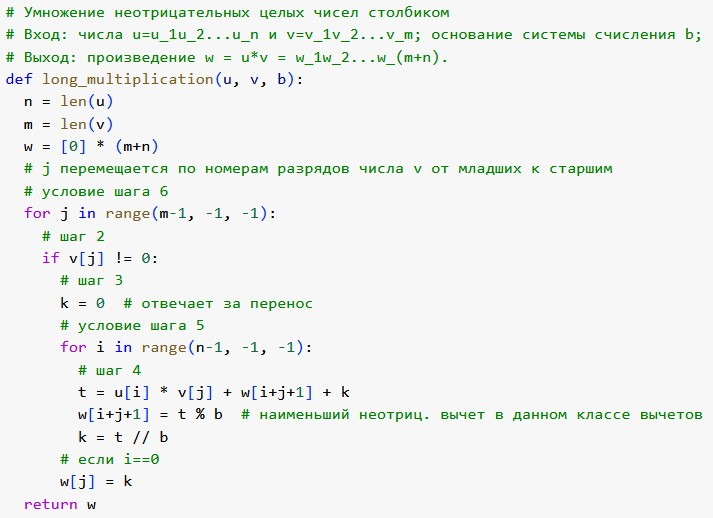 # Умножение неотрицательных целых чисел столбиком
# Вход: числа u=u_1u_2...u_n и v=v_1v_2...v_m; основание системы счисления b;
# Выход: произведение w = u*v = w_1w_2...w_(m+n).
def long_multiplication(u, v, b):
  n = len(u)
  m = len(v)
  w = [0] * (m+n)
  # j перемещается по номерам разрядов числа v от младших к старшим
  # условие шага 6
  for j in range(m-1, -1, -1):
    # шаг 2
    if v[j] != 0:
      # шаг 3
      k = 0  # отвечает за перенос
      # условие шага 5
      for i in range(n-1, -1, -1):
        # шаг 4
        t = u[i] * v[j] + w[i+j+1] + k
        w[i+j+1] = t % b  # наименьший неотриц. вычет в данном классе вычетов
        k = t // b
      # если i==0
      w[j] = k
  return w